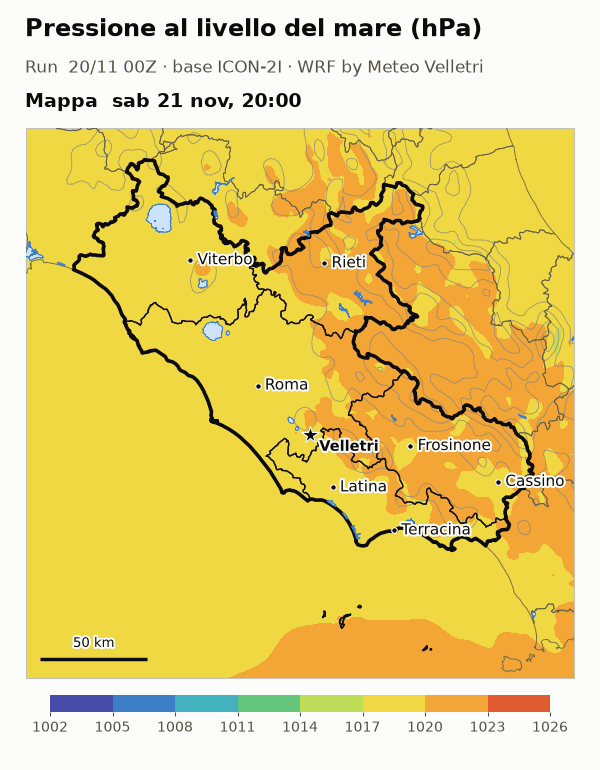 Pressione al livello del mare (hPa)
Run  20/11 00Z · base ICON-2I · WRF by Meteo Velletri
Mappa  sab 21 nov, 20:00
Viterbo
Rieti
Roma
Velletri
Frosinone
Cassino
Latina
Terracina
50 km
1002 1005 1008 1011 1014 1017 1020 1023 1026